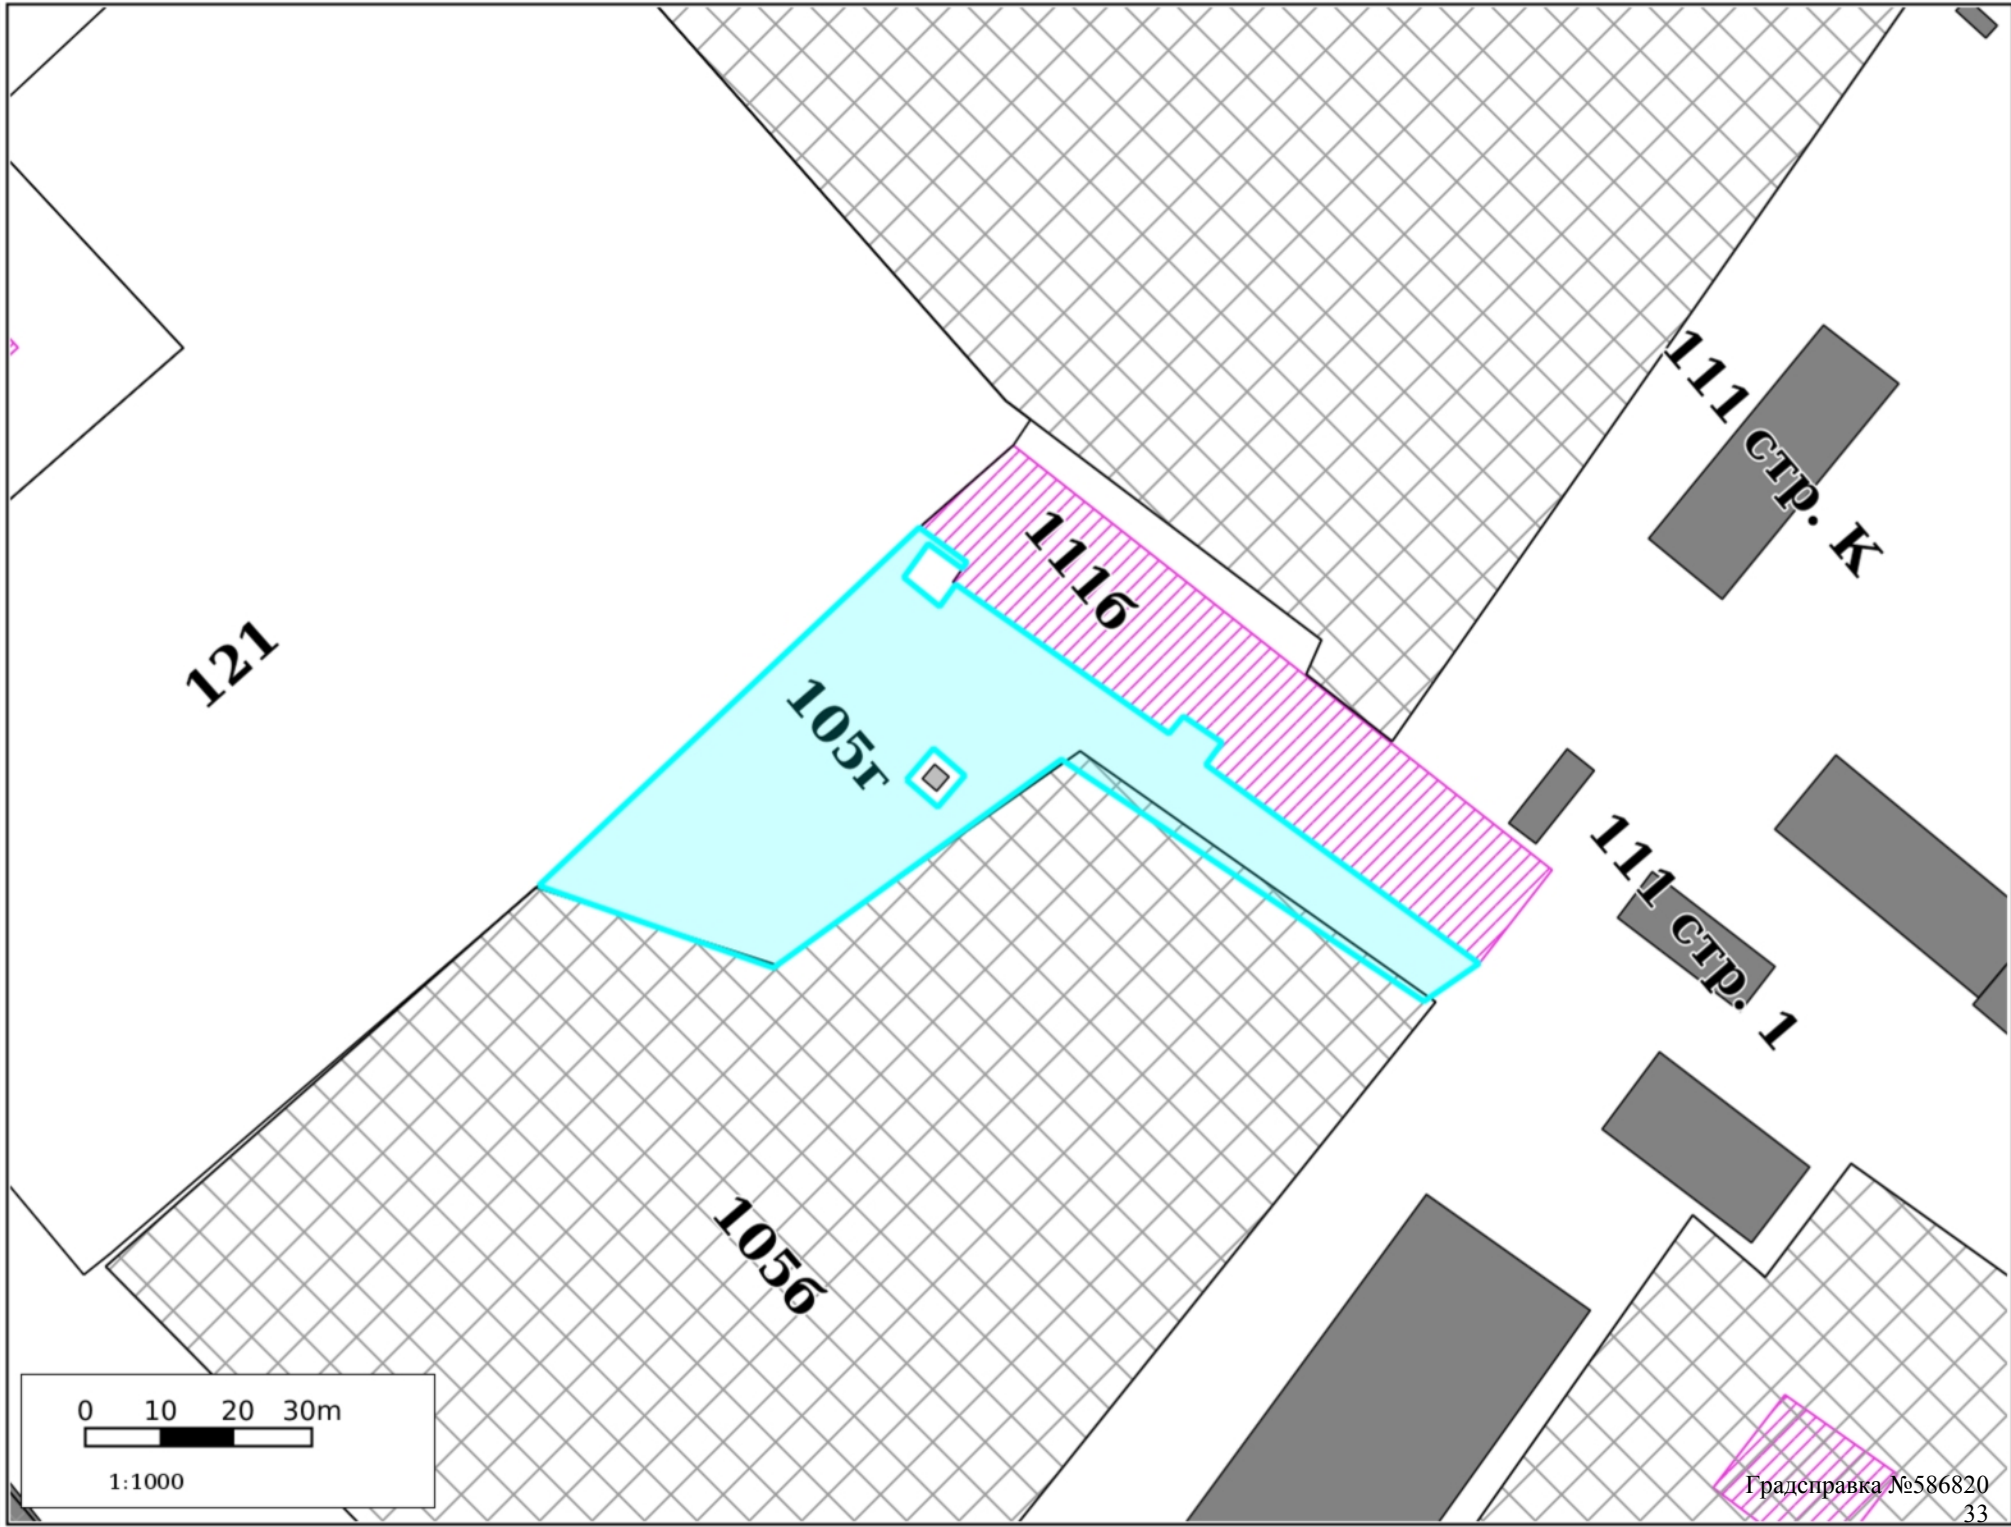 111 стр. К
111б
121
105г
111 стр. 1
105б
0 10 20 30m
1:1000
Градсправка №586820
33